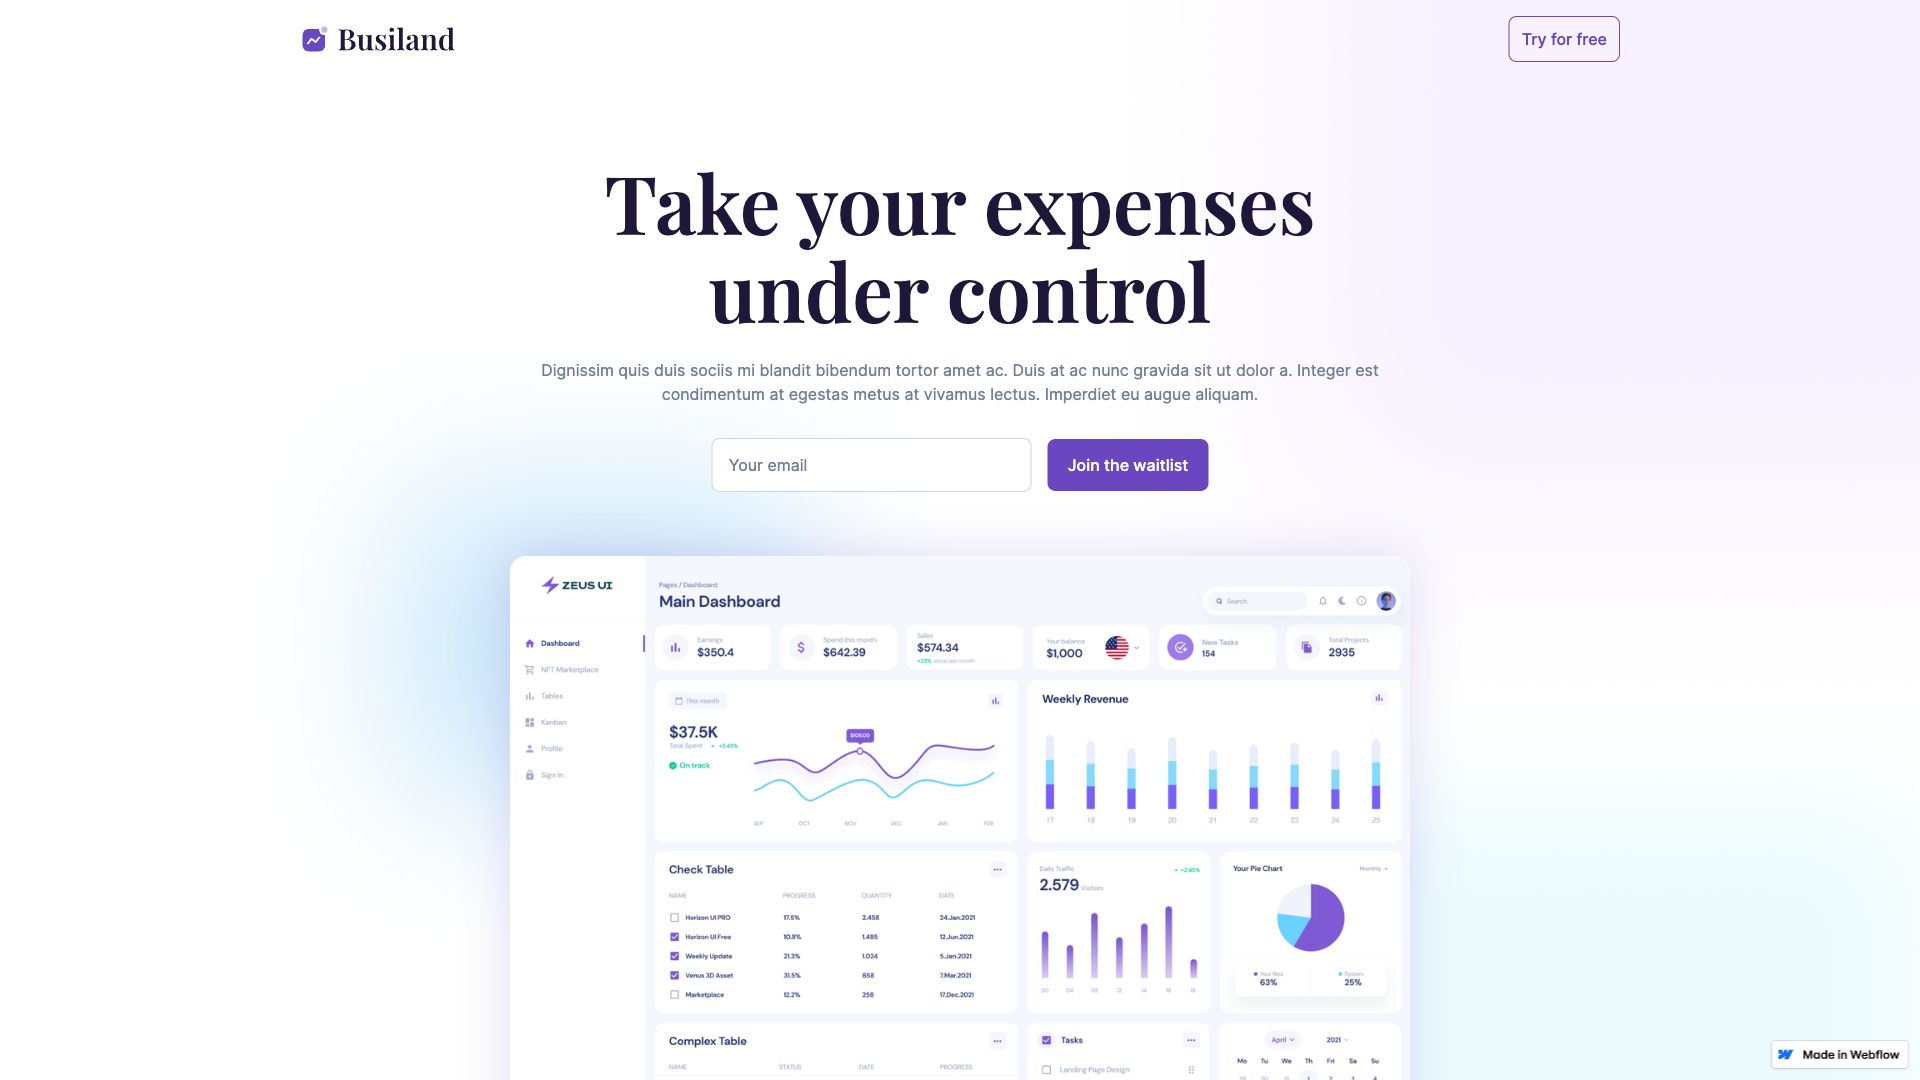 Busiland
Try for free
Take your expenses
under control
Dignissim quis duis sociis mi blandit bibendum tortor amet ac. Duis at ac nunc gravida sit ut dolor a. Integer est
condimentum at egestas metus at vivamus lectus. Imperdiet eu augue aliquam.
Your email
Join the waitlist
ZEUS UI
Pages / Dashboard
Main Dashboard
Search
Dashboard
NFT Marketplace
Tables
Kanban
Profile
Sign In
Earnings
$350.4
Spend this month
$642.39
Sales
$574.34
+23% since last month
Your balance
$1,000
New Tasks
154
Total Projects
2935
This month
$37.5K
Total Spent +2.45%
On track
$108.00
SEP OCT NOV DEC JAN FEB
Weekly Revenue
17 18 19 20 21 22 23 24 25
Check Table
NAME PROGRESS QUANTITY DATE
Horizon UI PRO 17.5% 2.458 24.Jan.2021
Horizon UI Free 10.8% 1.485 12.Jun.2021
Weekly Update 21.3% 1.024 5.Jan.2021
Venus 3D Asset 31.5% 858 7.Mar.2021
Marketplace 12.2% 258 17.Dec.2021
Daily Traffic
+2.45%
2.579 Visitors
00 04 08 12 14 16 18
Your Pie Chart
Monthly
Your files
63%
System
25%
Complex Table
NAME STATUS DATE PROGRESS
Tasks
Landing Page Design
April 2021
Mo Tu We Th Fri Sa Su
29 30 31 1 2 3 4
Made in Webflow